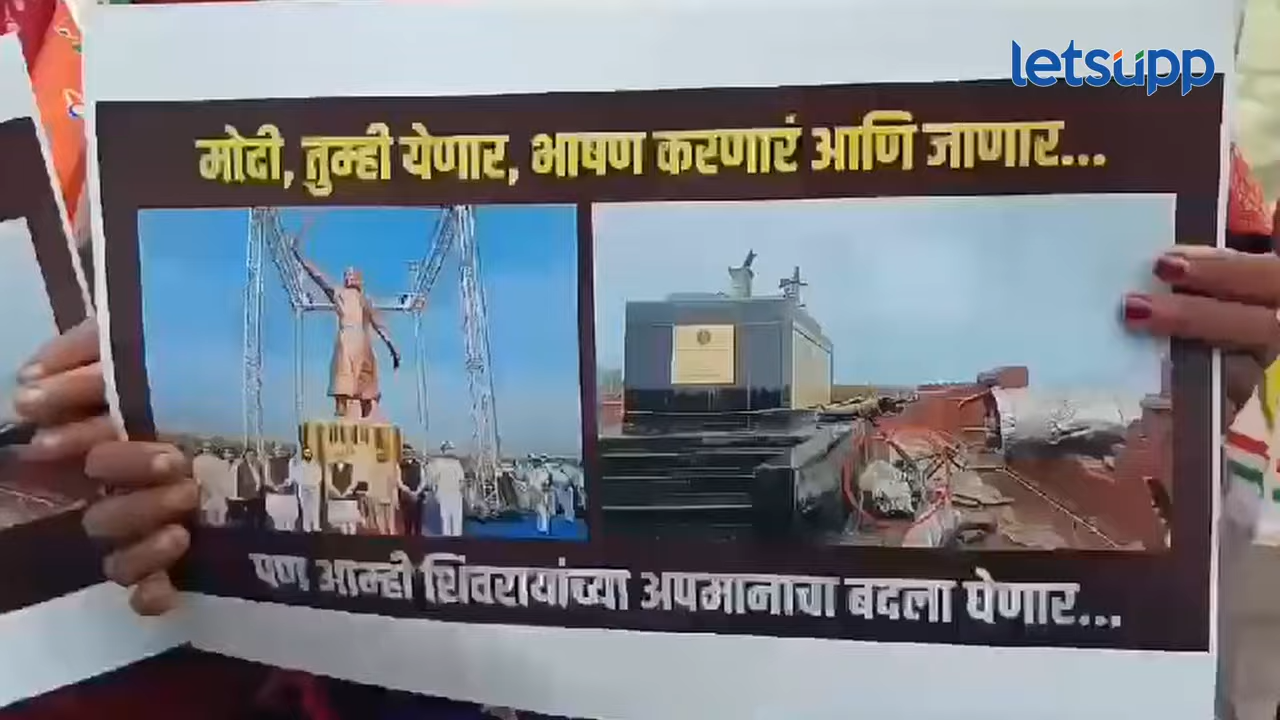 letsupp
मोदी, तुम्ही येणार, भाषण करणारं आणि जाणार...
पण आम्ही शिवरायांच्या अपमानाचा बदला घेणार...